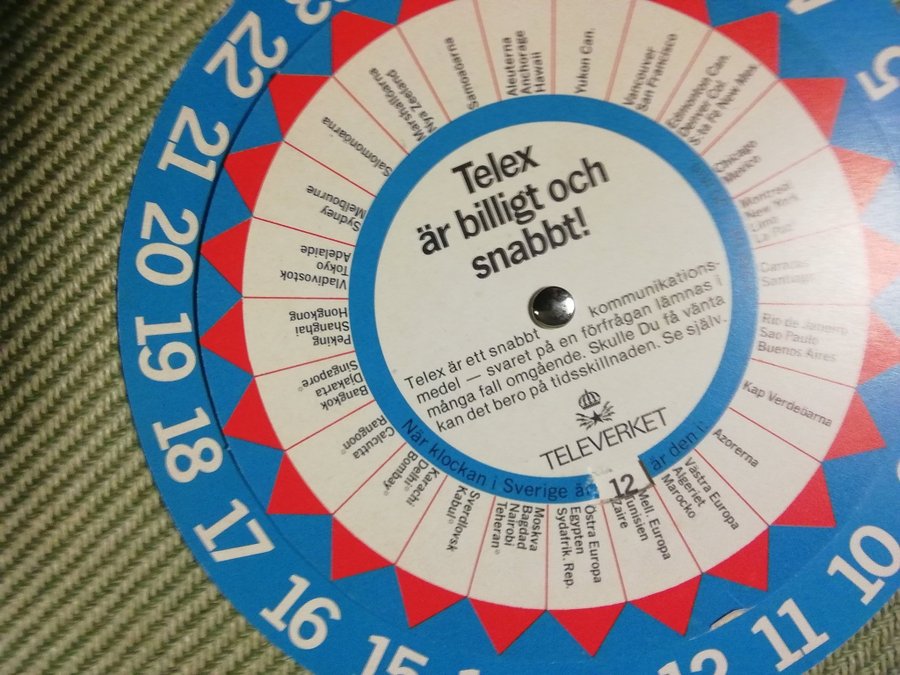 Telex
är billigt och
snabbt!
Telex är ett snabbt kommunikations-
medel — svaret på en förfrågan lämnas i
många fall omgående. Skulle Du få vänta
kan det bero på tidsskillnaden. Se själv.
TELEVERKET
När klockan i Sverige är
12
är den i:
Samoaöarna
Aleuterna
Anchorage
Hawaii
Yukon Can.
Vancouver
San Francisco
Edmonton Can.
Denver Col.
S:ta Fé New Mex.
Chicago
Mexico
Montreal
New York
Lima
La Paz
Caracas
Santiago
Rio de Janeiro
Sao Paulo
Buenos Aires
Kap Verdeöarna
Azorerna
Västra Europa
Algeriet
Marocko
Mell. Europa
Tunisien
Zaire
Östra Europa
Egypten
Sydafrik. Rep.
Moskva
Bagdad
Nairobi
Teheran°
Sverdlovsk
Kabul°
Karachi
Delhi°
Bombay°
Calcutta
Rangoon°
Bangkok
Djakarta
Singapore°
Peking
Shanghai
Hongkong
Vladivostok
Tokyo
Adelaide
Sydney
Melbourne
Salomonöarna
Marshallöarna
Nya Zeeland
23
22
21
20
19
18
17
16
15
12
11
10
5